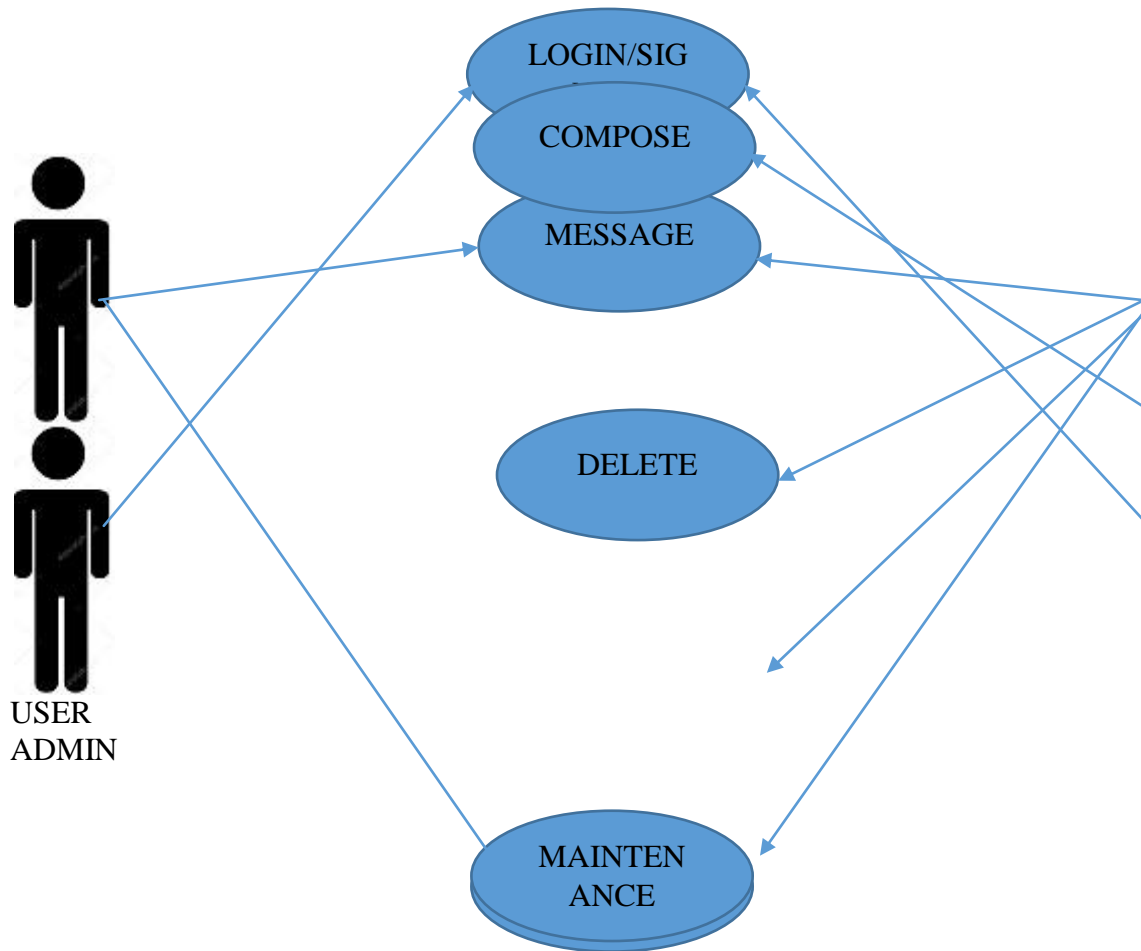 LOGIN/SIG
COMPOSE
MESSAGE
DELETE
USER
ADMIN
MAINTEN
ANCE